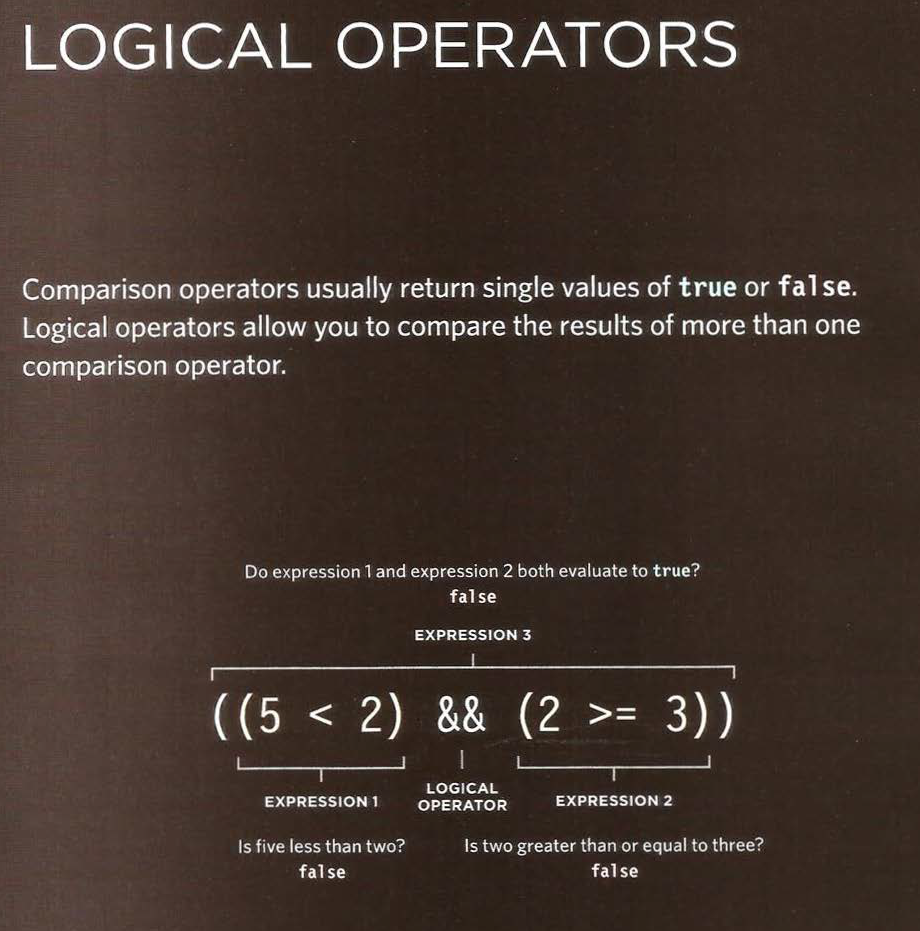 LOGICAL OPERATORS
Comparison operators usually return single values of true or false.
Logical operators allow you to compare the results of more than one
comparison operator.
Do expression 1 and expression 2 both evaluate to true?
false
EXPRESSION 3
((5 < 2) && (2 >= 3))
EXPRESSION 1
LOGICAL
OPERATOR
EXPRESSION 2
Is five less than two?
false
Is two greater than or equal to three?
false